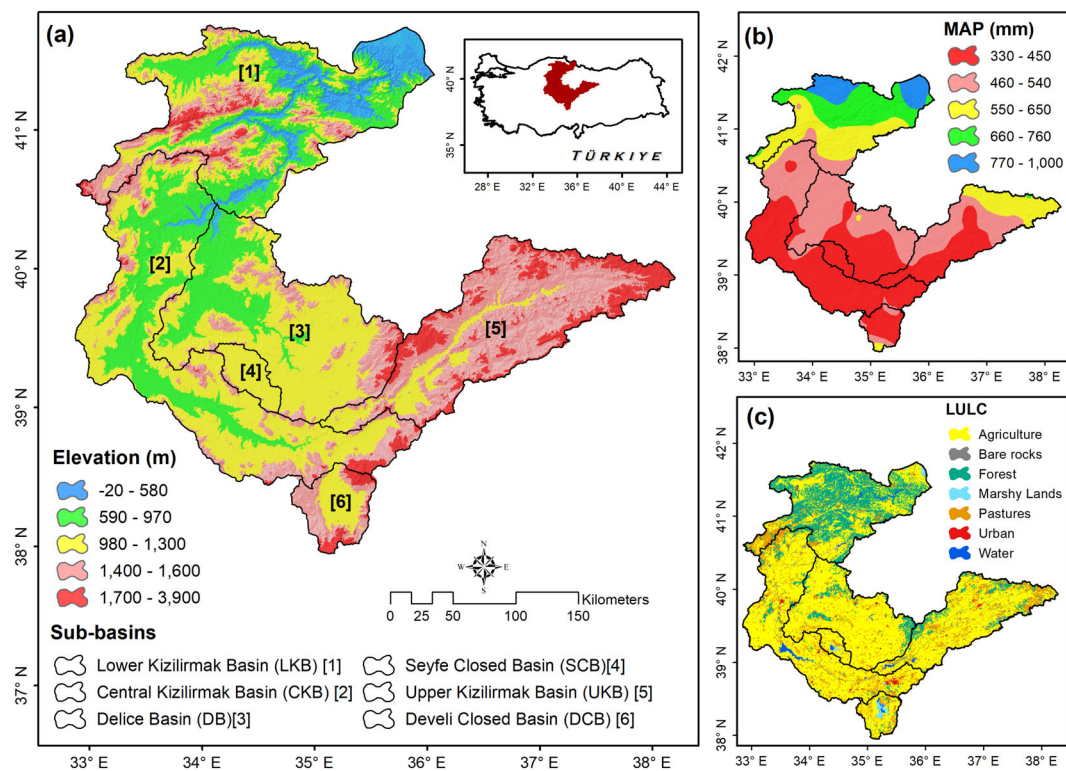 (a)
[1]
[2]
[3]
[4]
[5]
[6]
41° N
40° N
39° N
38° N
37° N
33° E
34° E
35° E
36° E
37° E
38° E
40° N
35° N
TÜRKIYE
28° E
32° E
36° E
40° E
44° E
Elevation (m)
-20 - 580
590 - 970
980 - 1,300
1,400 - 1,600
1,700 - 3,900
N
W E
S
Kilometers
0 25 50 100 150
Sub-basins
Lower Kizilirmak Basin (LKB) [1]
Central Kizilirmak Basin (CKB) [2]
Delice Basin (DB)[3]
Seyfe Closed Basin (SCB)[4]
Upper Kizilirmak Basin (UKB) [5]
Develi Closed Basin (DCB) [6]
(b)
MAP (mm)
330 - 450
460 - 540
550 - 650
660 - 760
770 - 1,000
42° N
41° N
40° N
39° N
38° N
33° E
34° E
35° E
36° E
37° E
38° E
(c)
LULC
Agriculture
Bare rocks
Forest
Marshy Lands
Pastures
Urban
Water
42° N
41° N
40° N
39° N
38° N
33° E
34° E
35° E
36° E
37° E
38° E